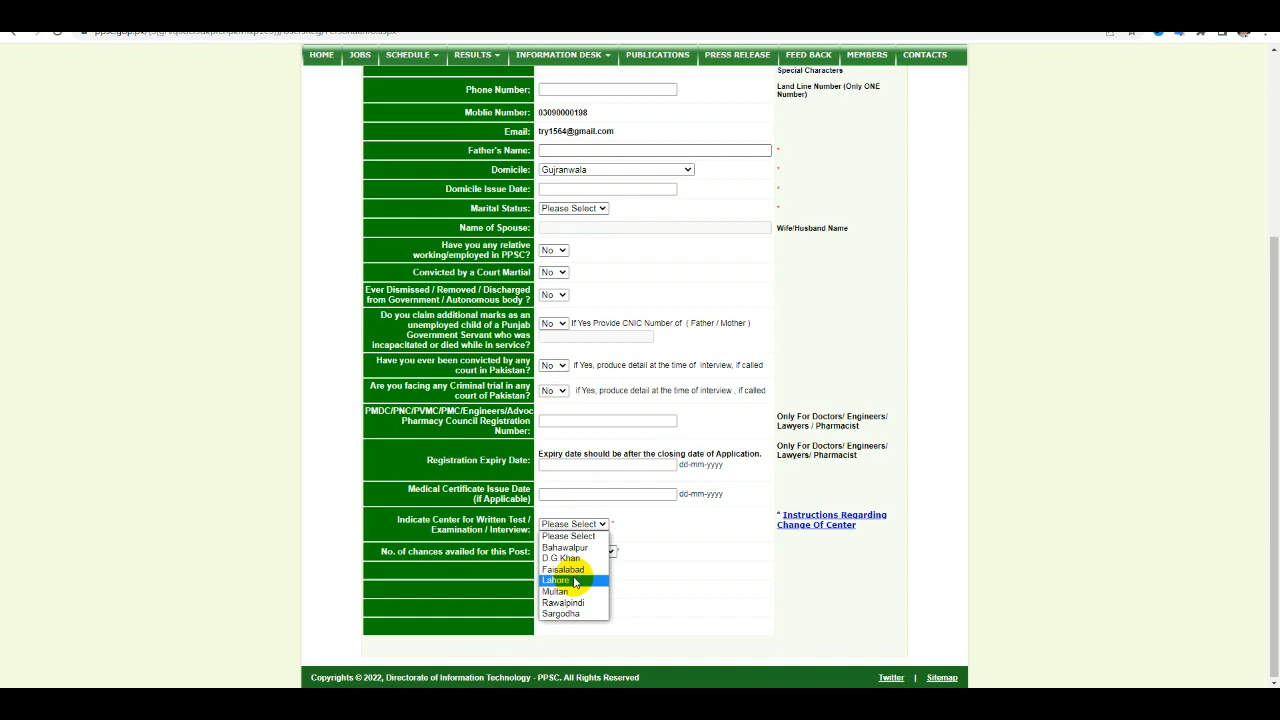 HOME JOBS SCHEDULE RESULTS INFORMATION DESK PUBLICATIONS PRESS RELEASE FEED BACK MEMBERS CONTACTS
Special Characters
Phone Number:
Land Line Number (Only ONE
Number)
Moblie Number: 03090000198
Email: try1564@gmail.com
Father's Name: *
Domicile: Gujranwala *
Domicile Issue Date: *
Marital Status: Please Select *
Name of Spouse: Wife/Husband Name
Have you any relative
working/employed in PPSC? No
Convicted by a Court Martial No
Ever Dismissed / Removed / Discharged
from Government / Autonomous body ? No
Do you claim additional marks as an
unemployed child of a Punjab
Government Servant who was
incapacitated or died while in service?
No If Yes Provide CNIC Number of ( Father / Mother )
Have you ever been convicted by any
court in Pakistan?
No if Yes, produce detail at the time of interview, if called
Are you facing any Criminal trial in any
court of Pakistan?
No if Yes, produce detail at the time of interview , if called
PMDC/PNC/PVMC/PMC/Engineers/Advoc
Pharmacy Council Registration
Number:
Only For Doctors/ Engineers/
Lawyers / Pharmacist
Registration Expiry Date:
Expiry date should be after the closing date of Application.
dd-mm-yyyy
Only For Doctors/ Engineers/
Lawyers/ Pharmacist
Medical Certificate Issue Date
(if Applicable)
dd-mm-yyyy
Indicate Center for Written Test /
Examination / Interview:
Please Select *
* Instructions Regarding
Change Of Center
Please Select
Bahawalpur
D.G.Khan
Faisalabad
Lahore
Multan
Rawalpindi
Sargodha
No. of chances availed for this Post: *
Copyrights © 2022, Directorate of Information Technology - PPSC. All Rights Reserved
Twitter | Sitemap